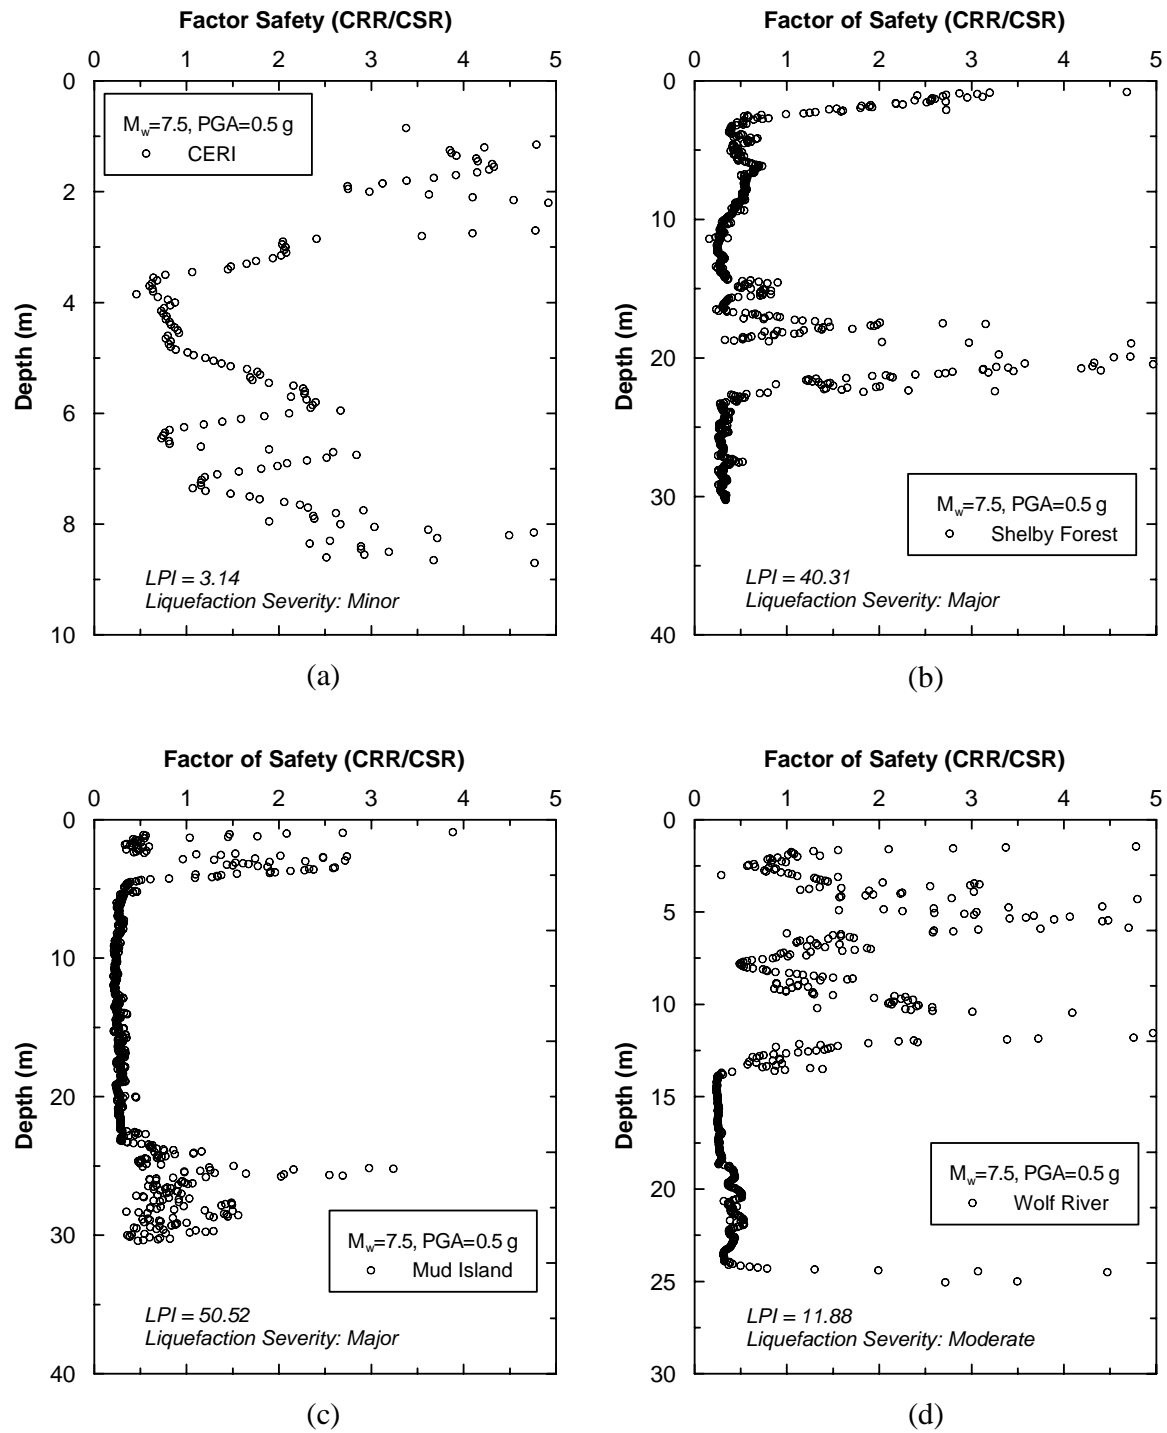 Factor Safety (CRR/CSR)
0 1 2 3 4 5
0
2
4
6
8
10
Depth (m)
Mw=7.5, PGA=0.5 g
CERI
LPI = 3.14
Liquefaction Severity: Minor
(a)
Factor of Safety (CRR/CSR)
0 1 2 3 4 5
0
10
20
30
40
Depth (m)
Mw=7.5, PGA=0.5 g
Shelby Forest
LPI = 40.31
Liquefaction Severity: Major
(b)
Factor of Safety (CRR/CSR)
0 1 2 3 4 5
0
10
20
30
40
Depth (m)
Mw=7.5, PGA=0.5 g
Mud Island
LPI = 50.52
Liquefaction Severity: Major
(c)
Factor of Safety (CRR/CSR)
0 1 2 3 4 5
0
5
10
15
20
25
30
Depth (m)
Mw=7.5, PGA=0.5 g
Wolf River
LPI = 11.88
Liquefaction Severity: Moderate
(d)